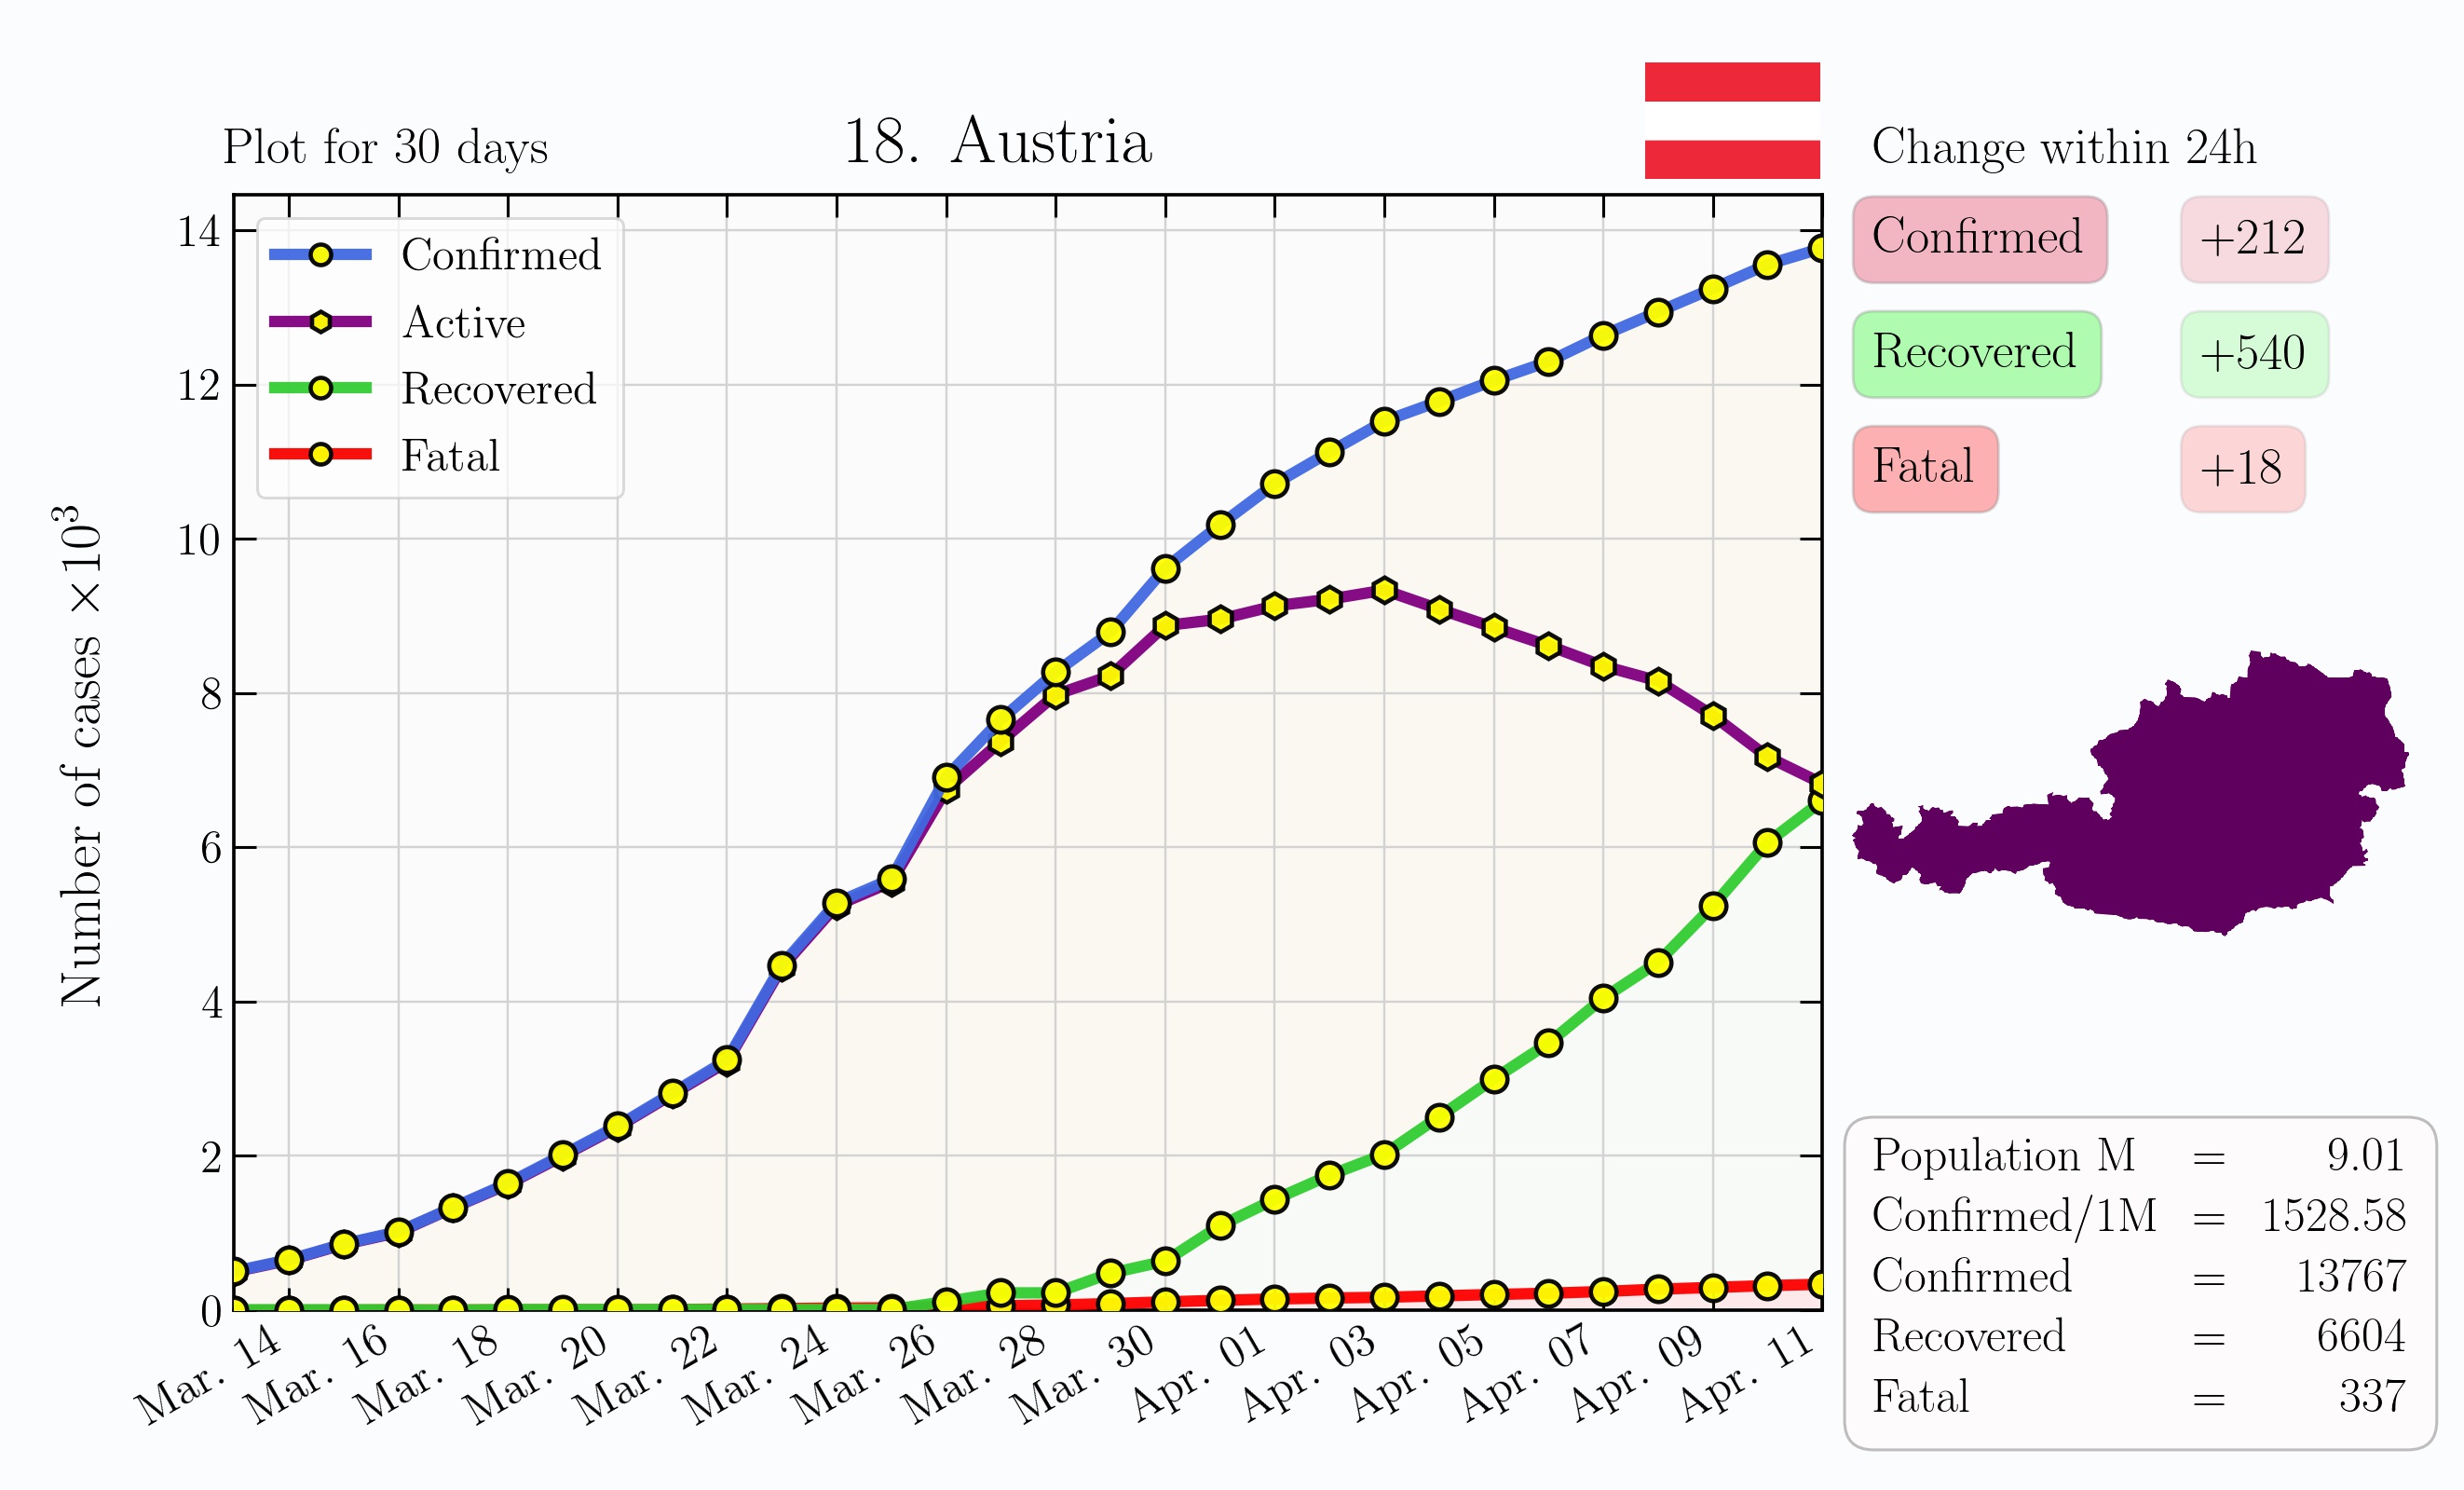 Plot for 30 days
18. Austria
Change within 24h
Confirmed +212
Recovered +540
Fatal +18
Confirmed
Active
Recovered
Fatal
Number of cases ×10³
14
12
10
8
6
4
2
0
Mar. 14
Mar. 16
Mar. 18
Mar. 20
Mar. 22
Mar. 24
Mar. 26
Mar. 28
Mar. 30
Apr. 01
Apr. 03
Apr. 05
Apr. 07
Apr. 09
Apr. 11
Population M = 9.01
Confirmed/1M = 1528.58
Confirmed = 13767
Recovered = 6604
Fatal = 337